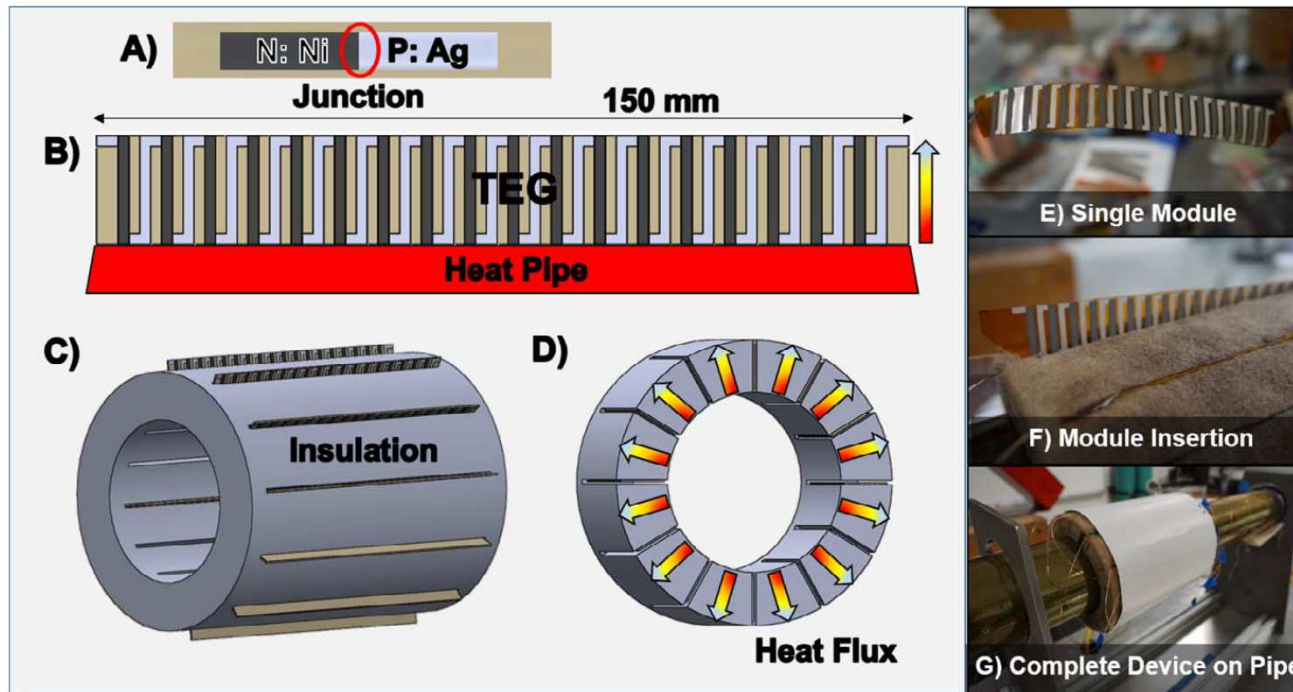 A)
N: Ni
P: Ag
Junction
150 mm
B)
TEG
Heat Pipe
C)
Insulation
D)
Heat Flux
E) Single Module
F) Module Insertion
G) Complete Device on Pipe